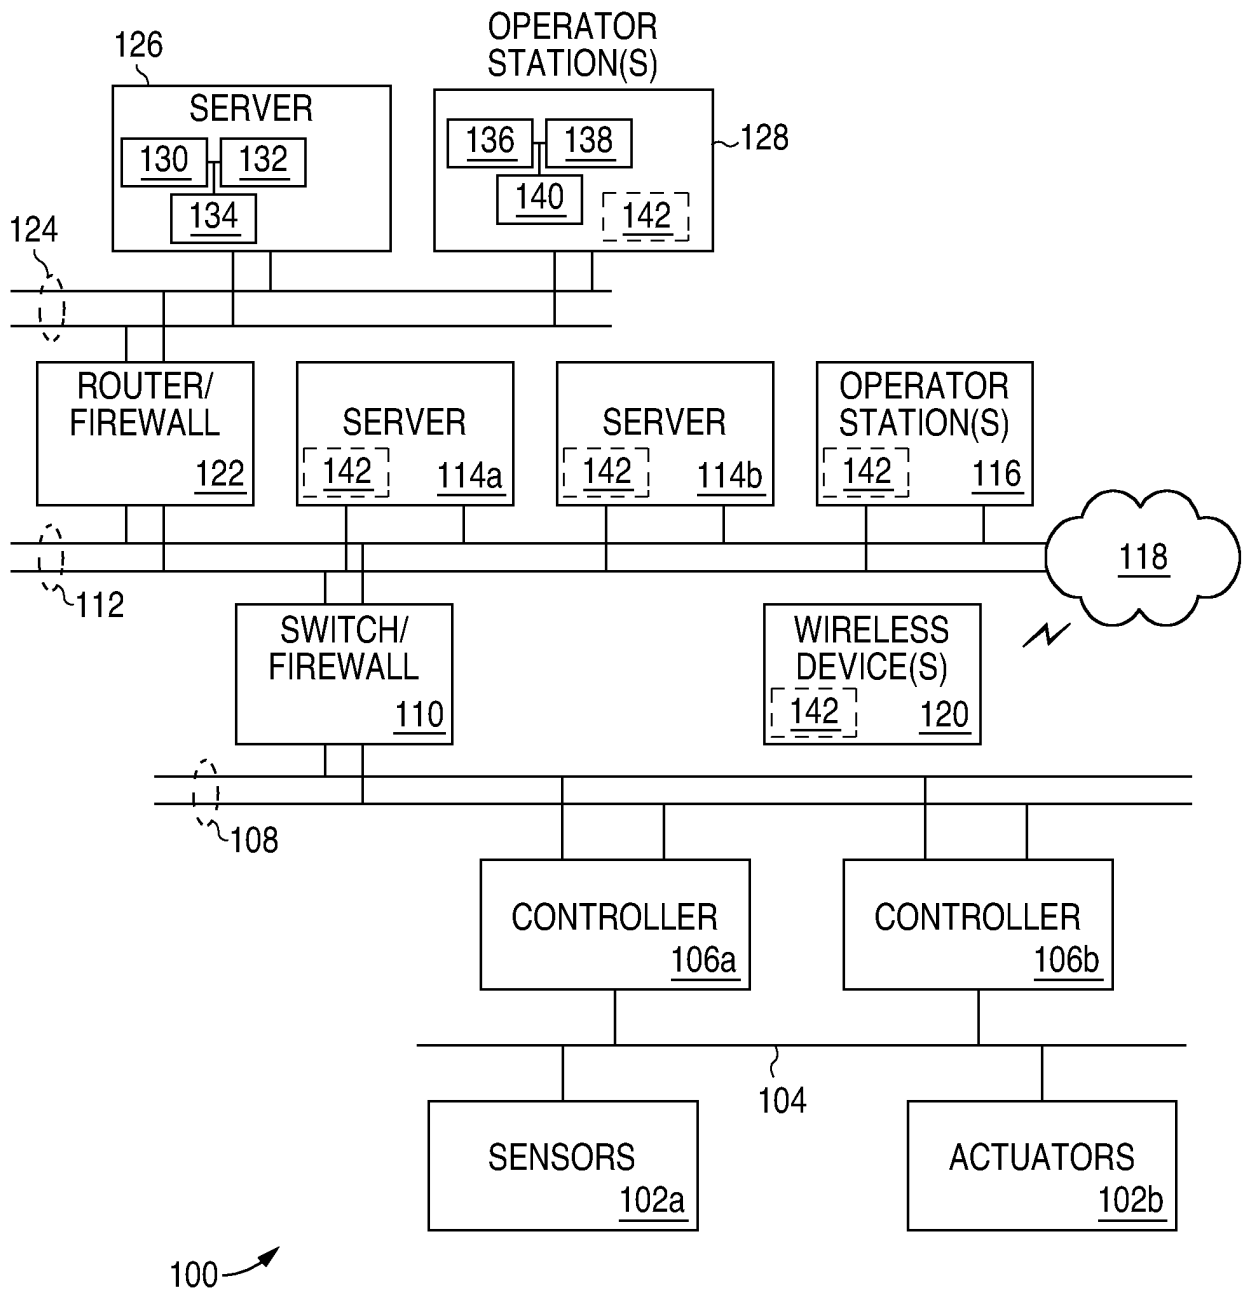 126
OPERATOR
STATION(S)
SERVER
130
132
134
136
138
140
142
128
124
ROUTER/
FIREWALL
122
SERVER
142
114a
SERVER
142
114b
OPERATOR
STATION(S)
142
116
118
112
SWITCH/
FIREWALL
110
WIRELESS
DEVICE(S)
142
120
108
CONTROLLER
106a
CONTROLLER
106b
104
SENSORS
102a
ACTUATORS
102b
100